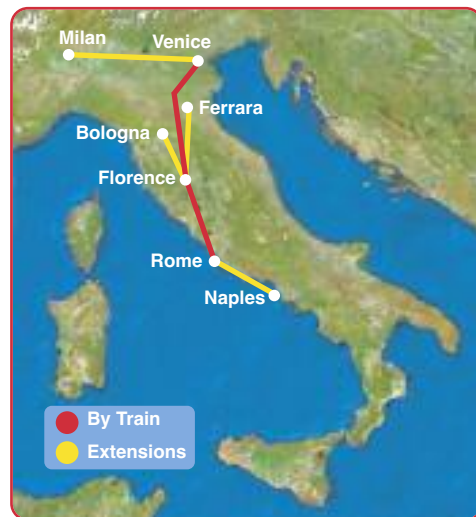 Milan
Venice
Ferrara
Bologna
Florence
Rome
Naples
By Train
Extensions